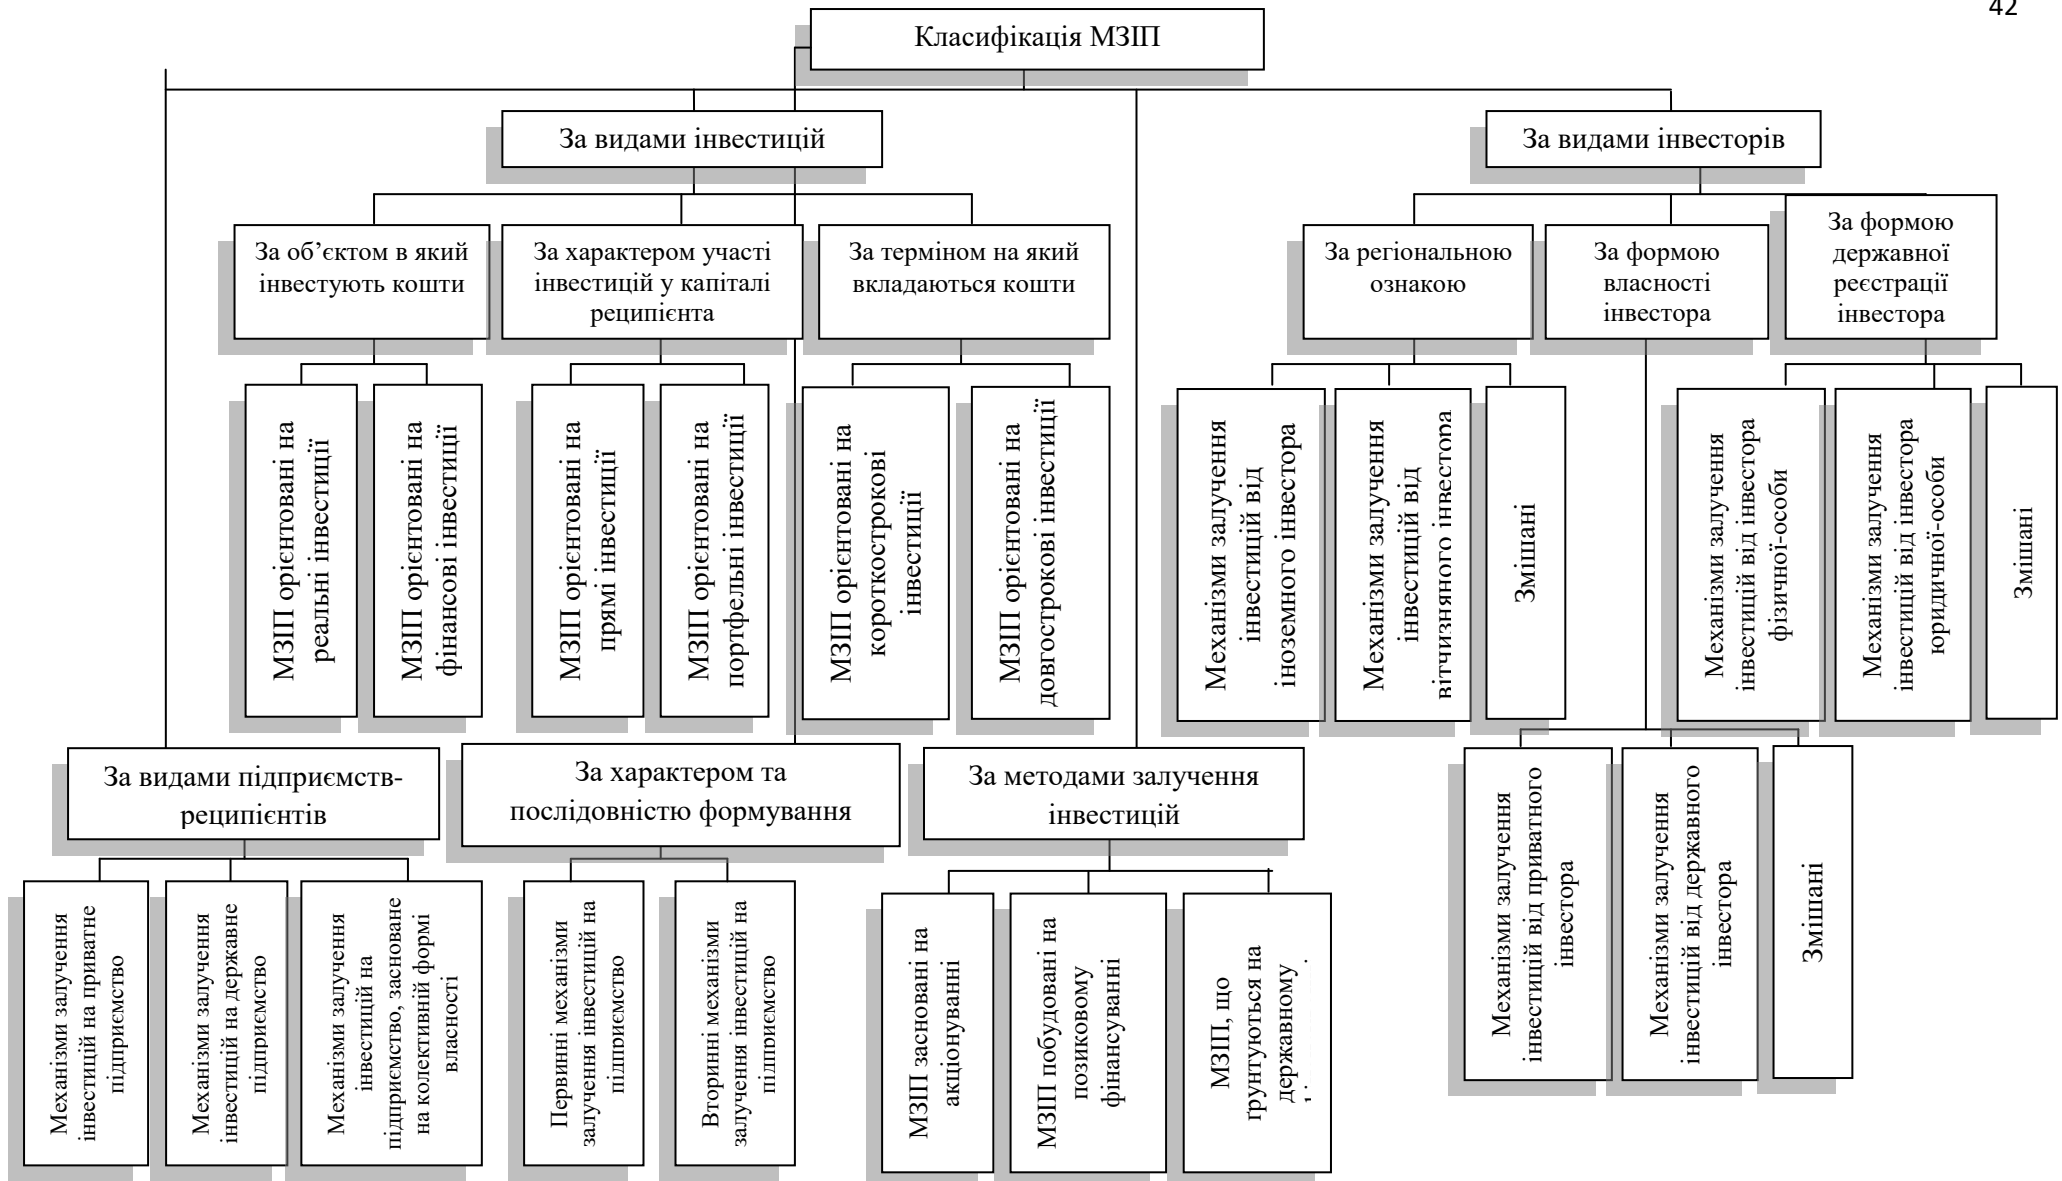 42
Класифікація МЗІП
За видами інвестицій
За видами інвесторів
За об’єктом в який
інвестують кошти
За характером участі
інвестицій у капіталі
реципієнта
За терміном на який
вкладаються кошти
За регіональною
ознакою
За формою
власності
інвестора
За формою
державної
реєстрації
інвестора
МЗІП орієнтовані на
реальні інвестиції
МЗІП орієнтовані на
фінансові інвестиції
МЗІП орієнтовані на
прямі інвестиції
МЗІП орієнтовані на
портфельні інвестиції
МЗІП орієнтовані на
короткострокові
інвестиції
МЗІП орієнтовані на
довгострокові інвестиції
Механізми залучення
інвестицій від
іноземного інвестора
Механізми залучення
інвестицій від
вітчизняного інвестора
Змішані
Механізми залучення
інвестицій від інвестора
фізичної-особи
Механізми залучення
інвестицій від інвестора
юридичної-особи
Змішані
За видами підприємств-
реципієнтів
За характером та
послідовністю формування
За методами залучення
інвестицій
Механізми залучення
інвестицій від приватного
інвестора
Механізми залучення
інвестицій від державного
інвестора
Змішані
Механізми залучення
інвестицій на приватне
підприємство
Механізми залучення
інвестицій на державне
підприємство
Механізми залучення
інвестицій на
підприємство, засноване
на колективній формі
власності
Первинні механізми
залучення інвестицій на
підприємство
Вторинні механізми
залучення інвестицій на
підприємство
МЗІП засновані на
акціонуванні
МЗІП побудовані на
позиковому
фінансуванні
МЗІП, що
ґрунтуються на
державному